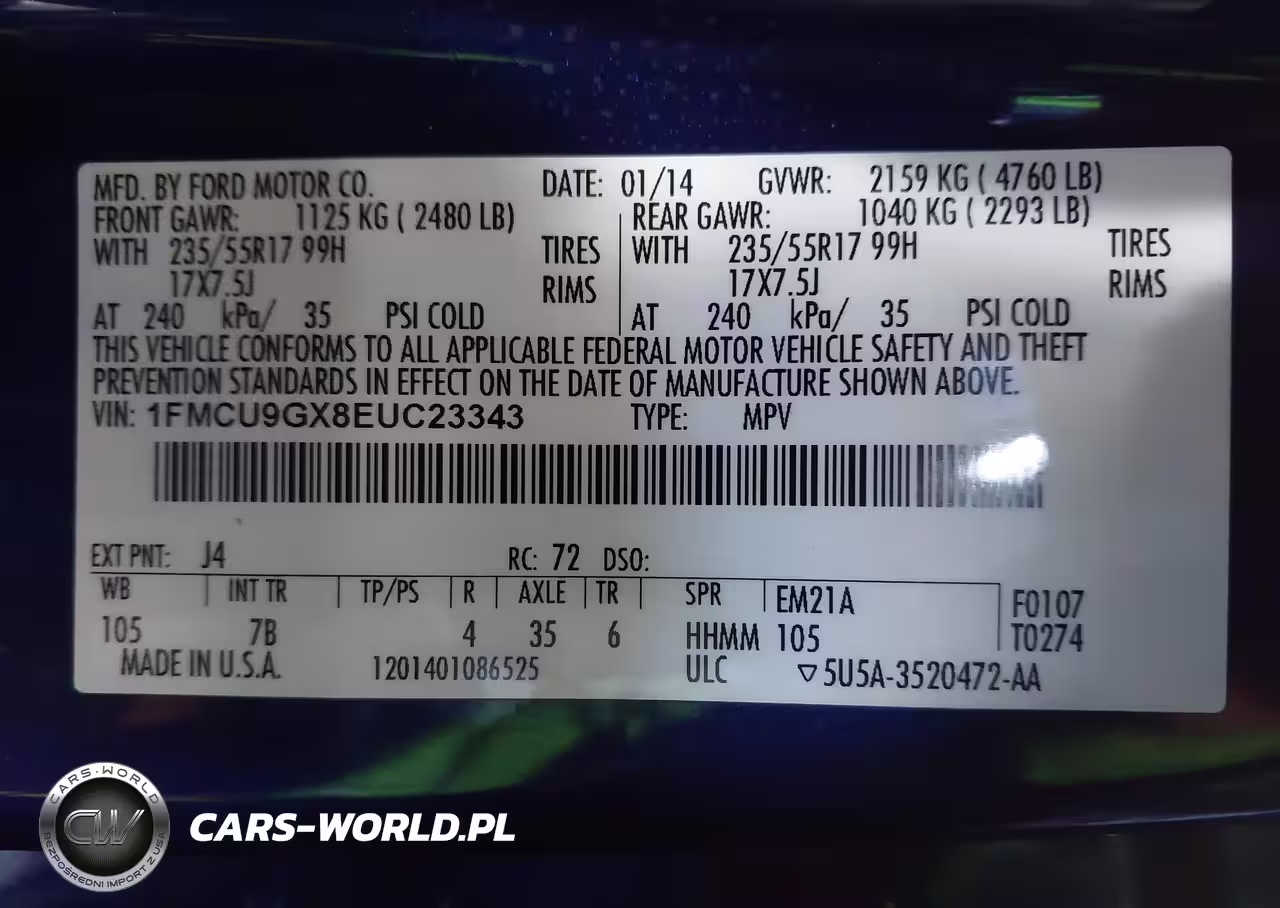 MFD. BY FORD MOTOR CO. DATE: 01/14 GVWR: 2159 KG ( 4760 LB)
FRONT GAWR: 1125 KG ( 2480 LB) REAR GAWR: 1040 KG ( 2293 LB)
WITH 235/55R17 99H TIRES WITH 235/55R17 99H TIRES
17X7.5J RIMS 17X7.5J RIMS
AT 240 kPa/ 35 PSI COLD AT 240 kPa/ 35 PSI COLD
THIS VEHICLE CONFORMS TO ALL APPLICABLE FEDERAL MOTOR VEHICLE SAFETY AND THEFT
PREVENTION STANDARDS IN EFFECT ON THE DATE OF MANUFACTURE SHOWN ABOVE.
VIN: 1FMCU9GX8EUC23343 TYPE: MPV
EXT PNT: J4 RC: 72 DSO:
WB INT TR TP/PS R AXLE TR SPR EM21A F0107
105 7B 4 35 6 HHMM 105 T0274
MADE IN U.S.A. 1201401086525 ULC ▽5U5A-3520472-AA
CARS-WORLD
CW
BEZPOŚREDNI IMPORT Z USA
CARS-WORLD.PL